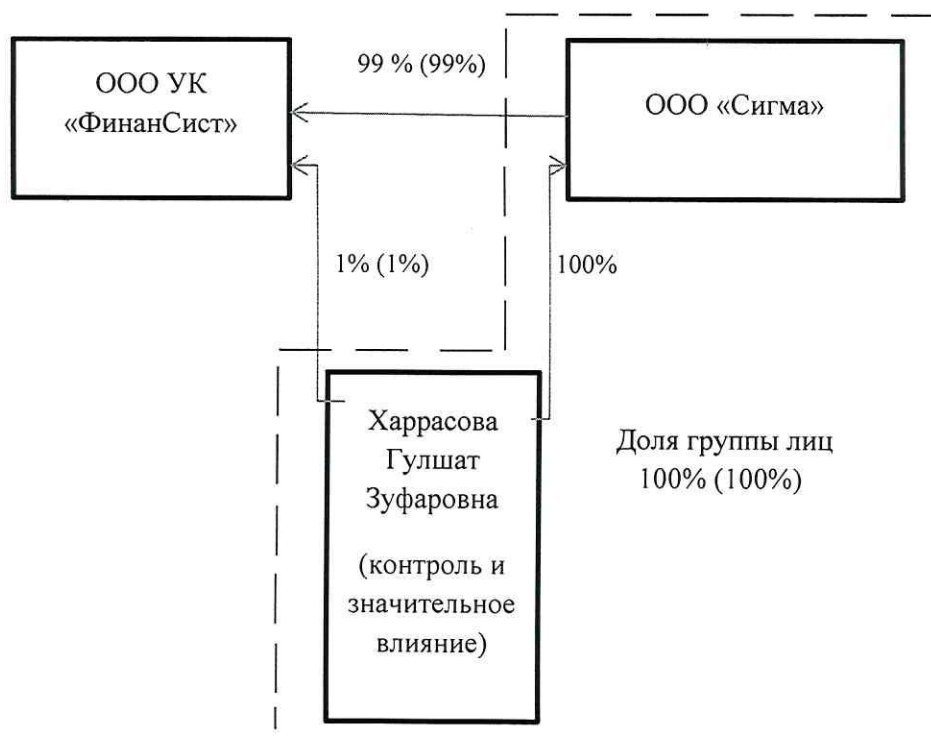 ООО УК
«ФинанСист»
99 % (99%)
ООО «Сигма»
1% (1%)
100%
Харрасова
Гулшат
Зуфаровна
(контроль и
значительное
влияние)
Доля группы лиц
100% (100%)